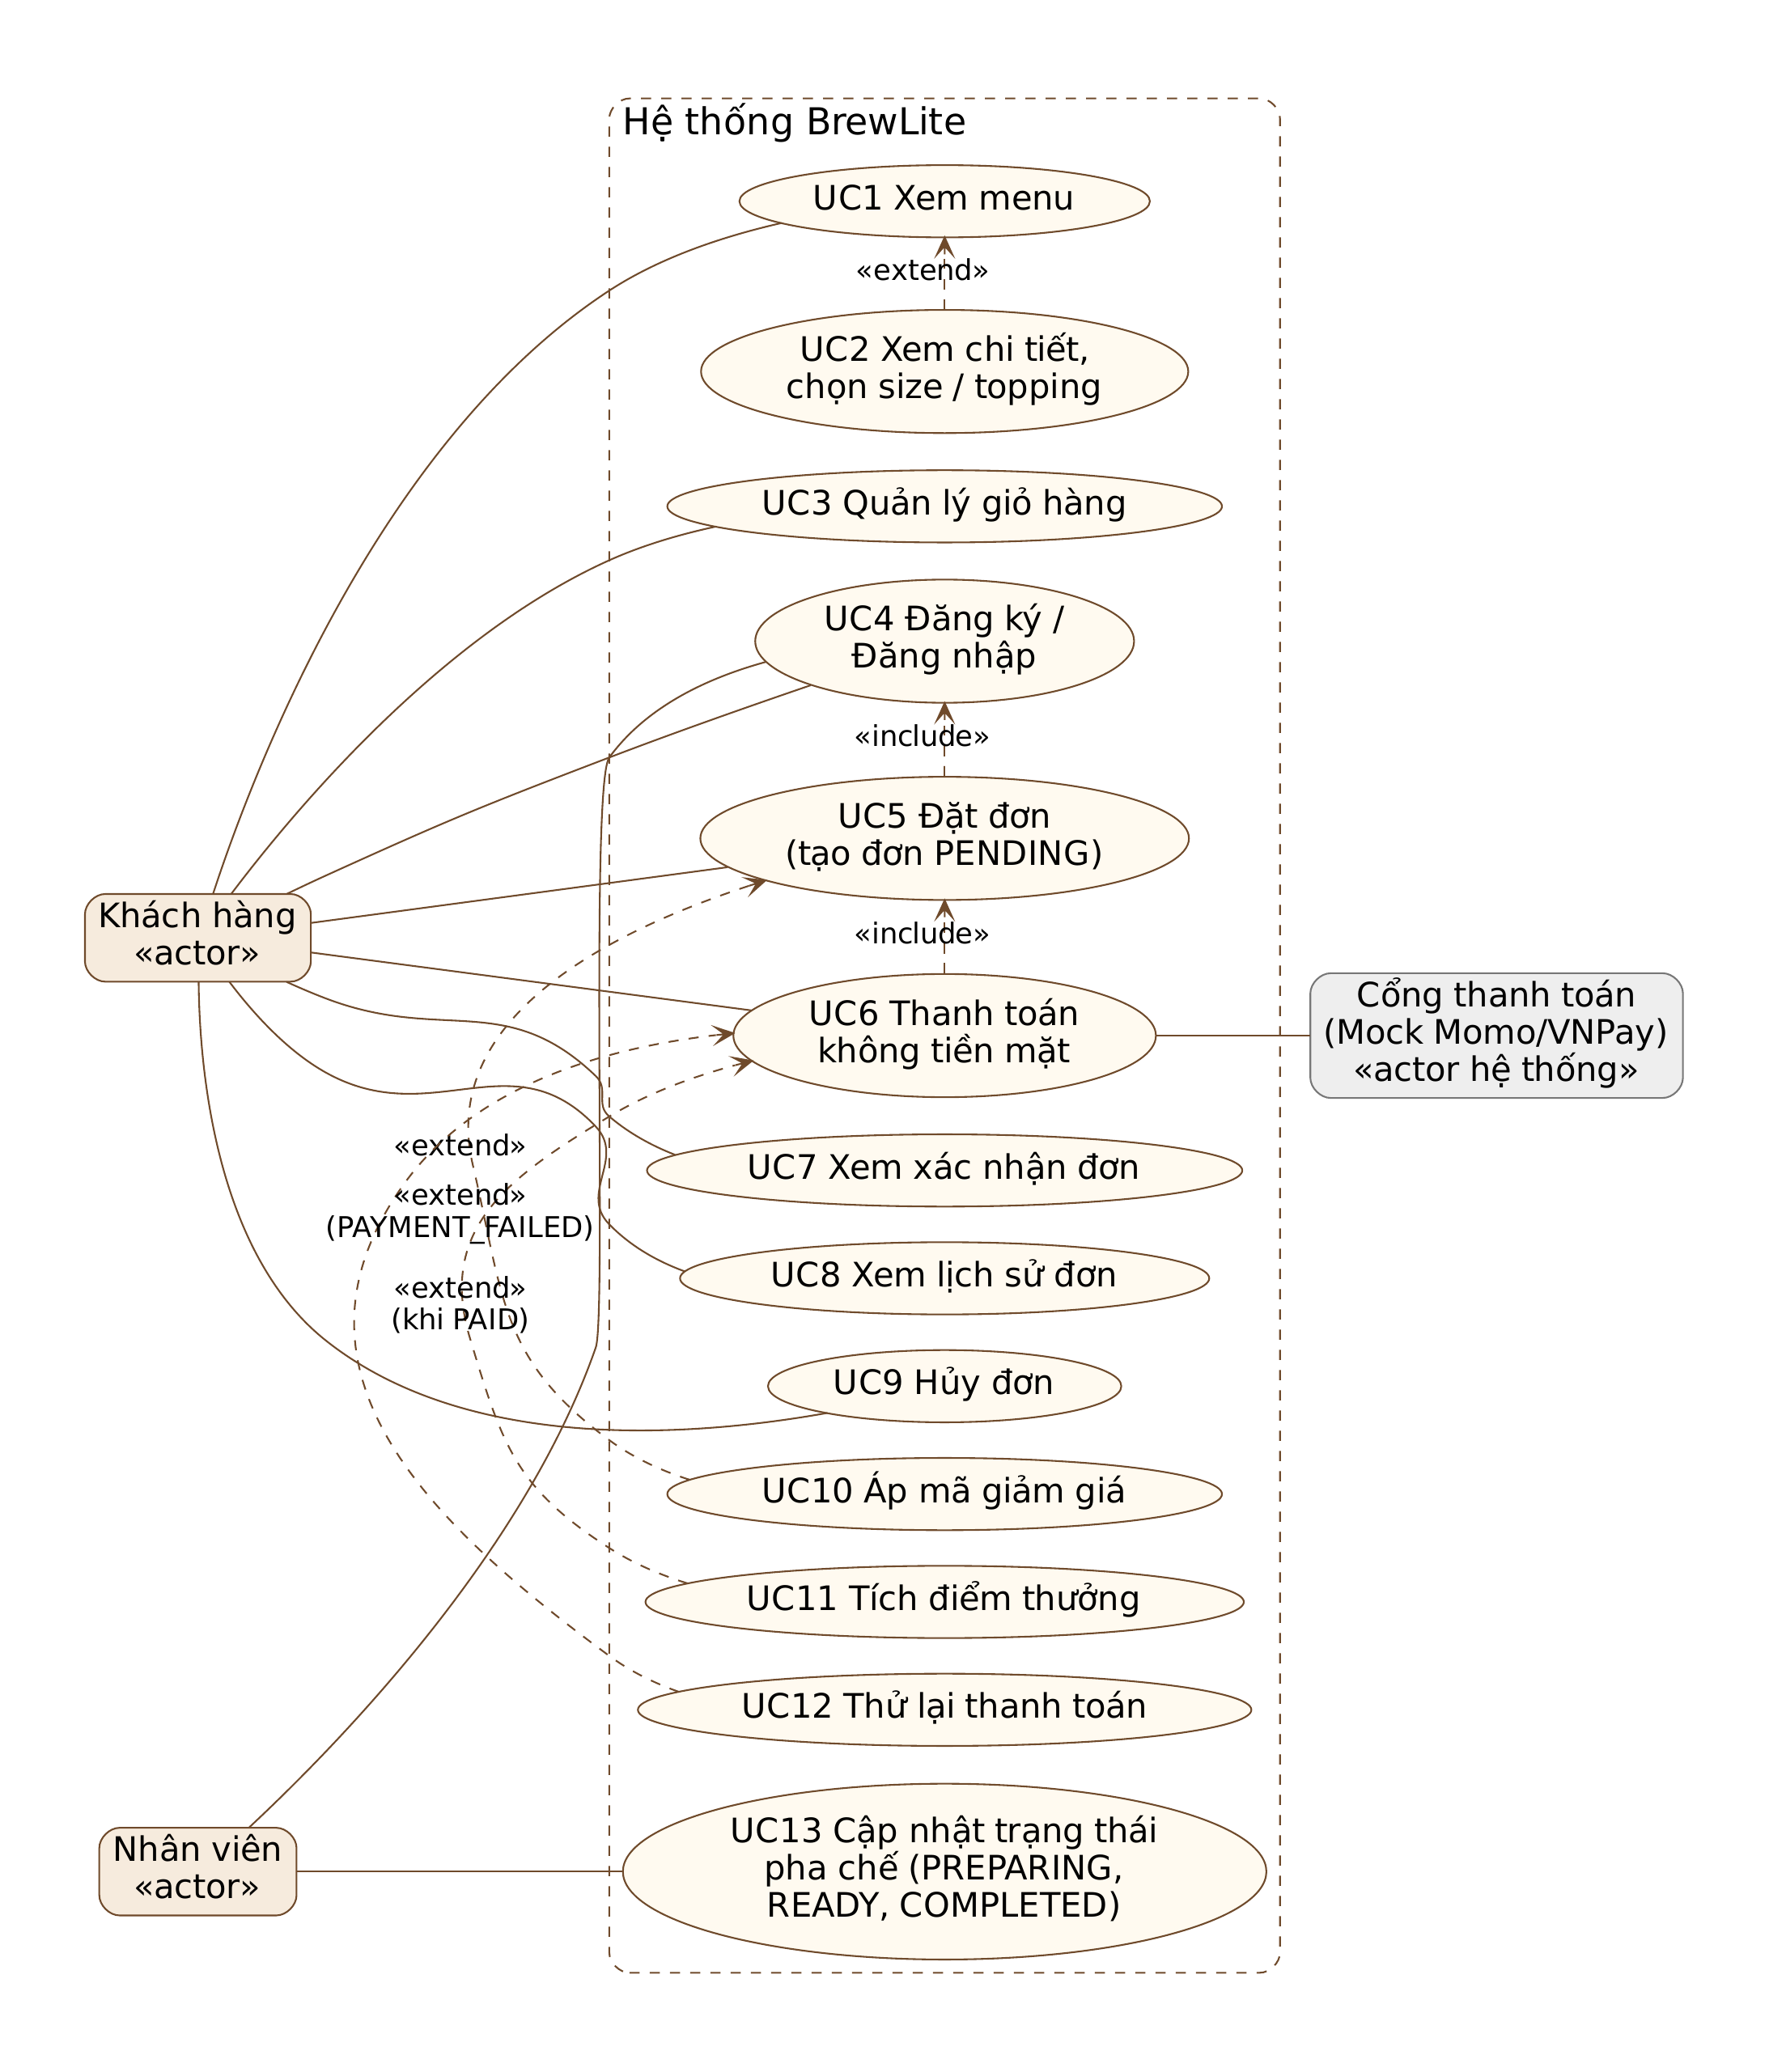 Hệ thống BrewLite
UC1 Xem menu
«extend»
UC2 Xem chi tiết,
chọn size / topping
UC3 Quản lý giỏ hàng
UC4 Đăng ký /
Đăng nhập
«include»
UC5 Đặt đơn
(tạo đơn PENDING)
Khách hàng
«actor»
«include»
UC6 Thanh toán
không tiền mặt
Cổng thanh toán
(Mock Momo/VNPay)
«actor hệ thống»
«extend»
UC7 Xem xác nhận đơn
«extend»
(PAYMENT_FAILED)
UC8 Xem lịch sử đơn
«extend»
(khi PAID)
UC9 Hủy đơn
UC10 Áp mã giảm giá
UC11 Tích điểm thưởng
UC12 Thử lại thanh toán
Nhân viên
«actor»
UC13 Cập nhật trạng thái
pha chế (PREPARING,
READY, COMPLETED)